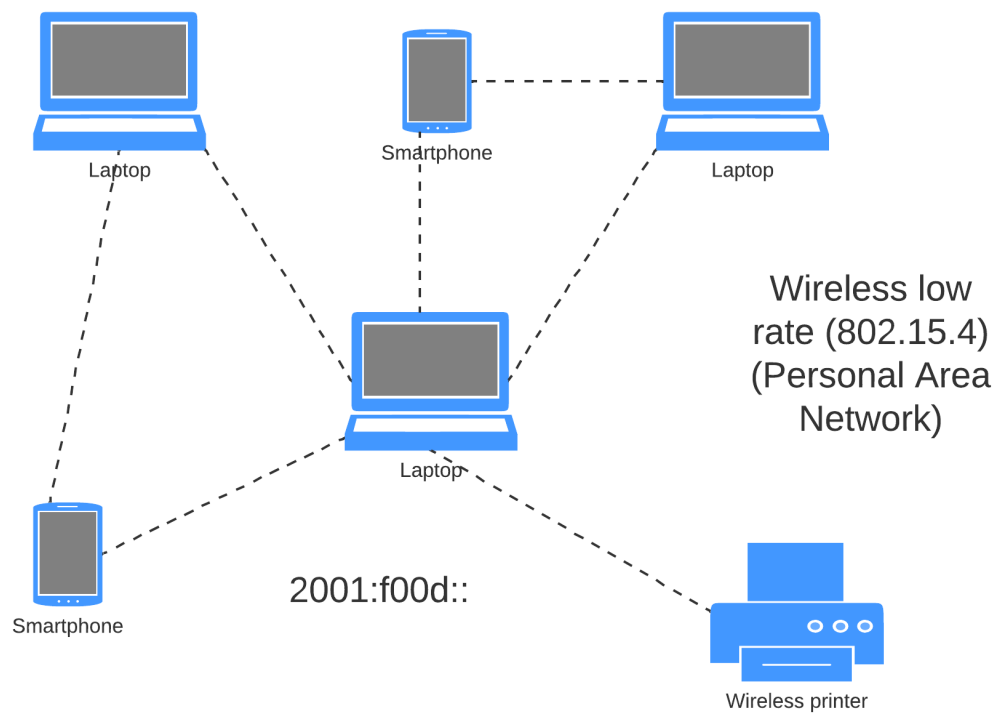 Smartphone
Laptop
Laptop
Wireless low
rate (802.15.4)
(Personal Area
Network)
Laptop
2001:f00d::
Smartphone
Wireless printer